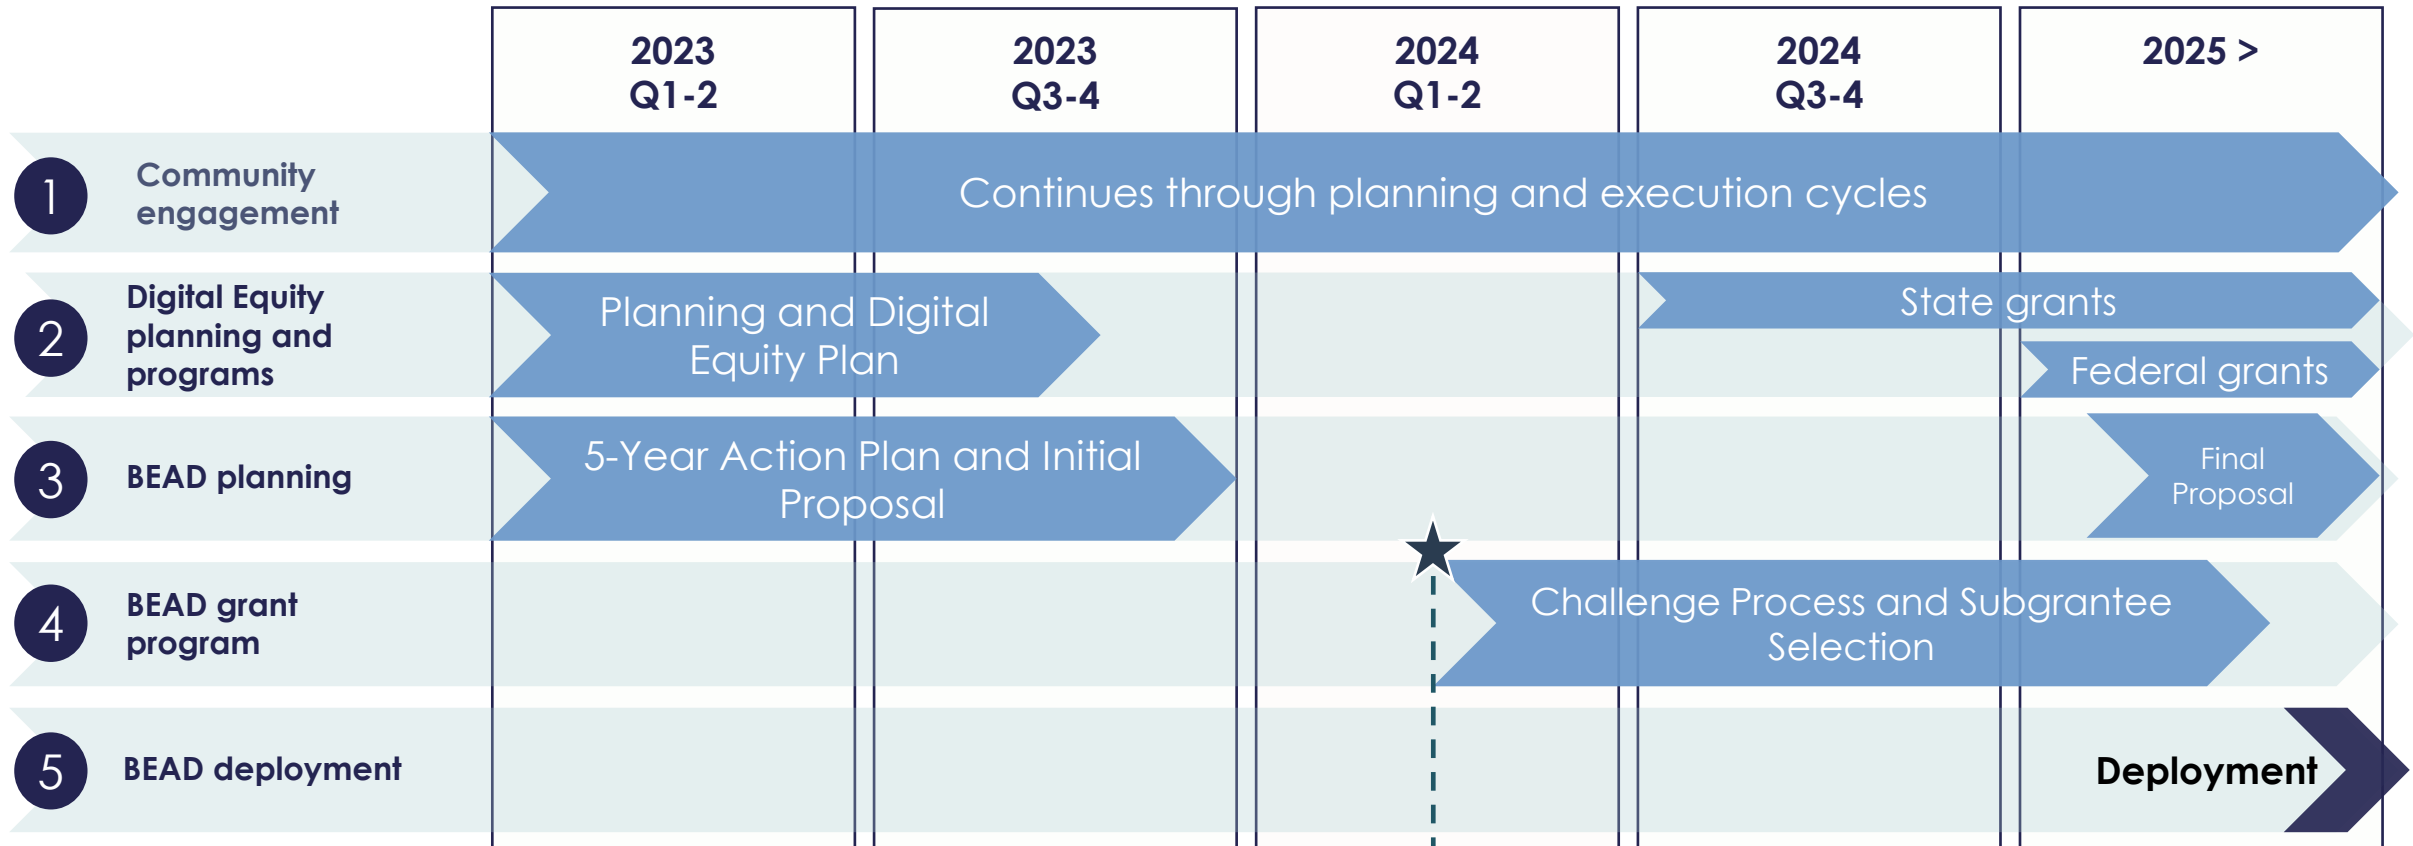 2023
Q1-2
2023
Q3-4
2024
Q1-2
2024
Q3-4
2025 >
1
Community
engagement
Continues through planning and execution cycles
2
Digital Equity
planning and
programs
Planning and Digital
Equity Plan
State grants
Federal grants
3
BEAD planning
5-Year Action Plan and Initial
Proposal
Final
Proposal
4
BEAD grant
program
Challenge Process and Subgrantee
Selection
5
BEAD deployment
Deployment